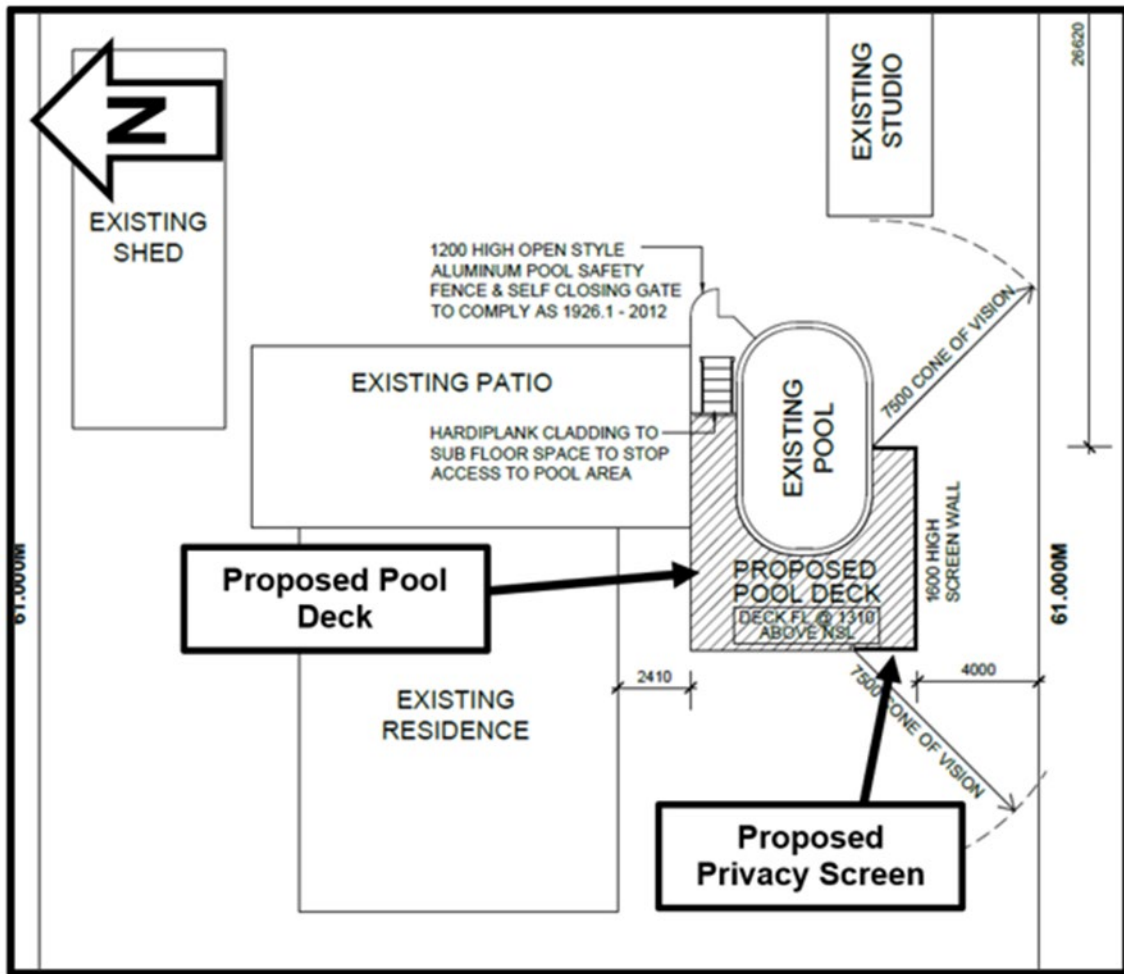 N
EXISTING
SHED
EXISTING
STUDIO
26620
1200 HIGH OPEN STYLE
ALUMINUM POOL SAFETY
FENCE & SELF CLOSING GATE
TO COMPLY AS 1926.1 - 2012
7500 CONE OF VISION
EXISTING PATIO
EXISTING
POOL
HARDIPLANK CLADDING TO
SUB FLOOR SPACE TO STOP
ACCESS TO POOL AREA
1600 HIGH
SCREEN WALL
61.000M
61.000M
Proposed Pool
Deck
PROPOSED
POOL DECK
DECK FL @ 1310
ABOVE NSL
2410
4000
EXISTING
RESIDENCE
7500 CONE OF VISION
Proposed
Privacy Screen